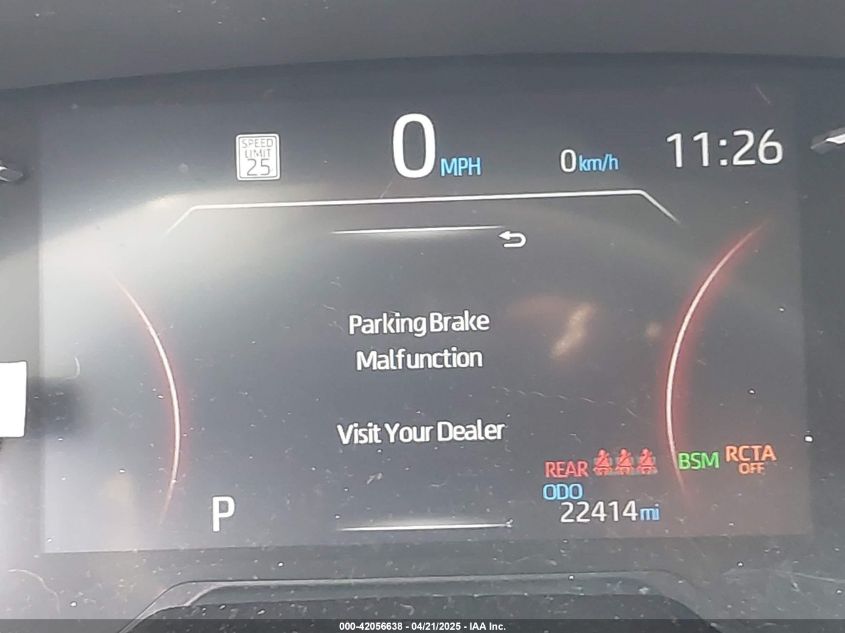 SPEED
LIMIT
25
0 MPH
0 km/h
11:26
Parking Brake
Malfunction
Visit Your Dealer
REAR
BSM
RCTA
OFF
ODO
22414 mi
P
000-42056638 - 04/21/2025 - IAA Inc.